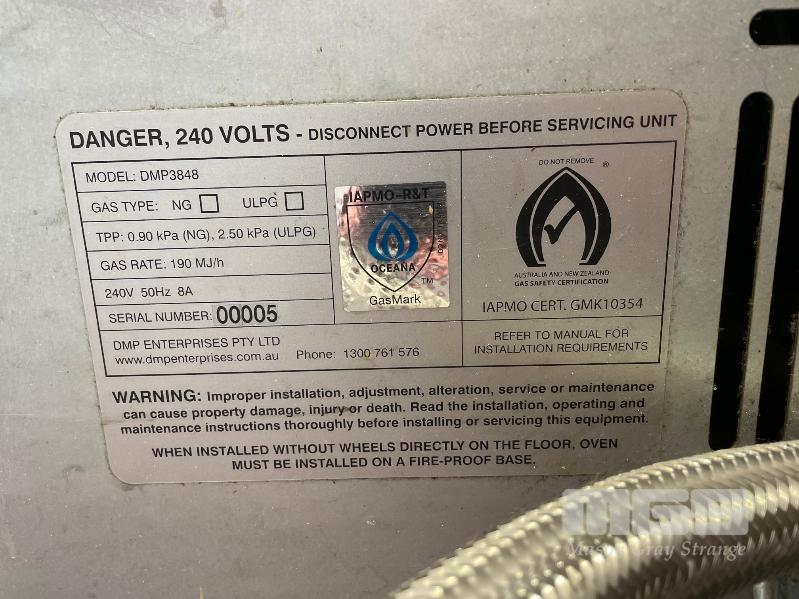 DANGER, 240 VOLTS - DISCONNECT POWER BEFORE SERVICING UNIT
MODEL: DMP3848
GAS TYPE: NG ☐ ULPG ☐
TPP: 0.90 kPa (NG), 2.50 kPa (ULPG)
GAS RATE: 190 MJ/h
240V 50Hz 8A
SERIAL NUMBER: 00005
DMP ENTERPRISES PTY LTD
www.dmpenterprises.com.au Phone: 1300 761 576
IAPMO-R&T
OCEANA
TM
GasMark
DO NOT REMOVE
®
AUSTRALIA AND NEW ZEALAND
GAS SAFETY CERTIFICATION
IAPMO CERT. GMK10354
REFER TO MANUAL FOR
INSTALLATION REQUIREMENTS
WARNING: Improper installation, adjustment, alteration, service or maintenance
can cause property damage, injury or death. Read the installation, operating and
maintenance instructions thoroughly before installing or servicing this equipment.
WHEN INSTALLED WITHOUT WHEELS DIRECTLY ON THE FLOOR, OVEN
MUST BE INSTALLED ON A FIRE-PROOF BASE.
MGS
Mason Gray Strange